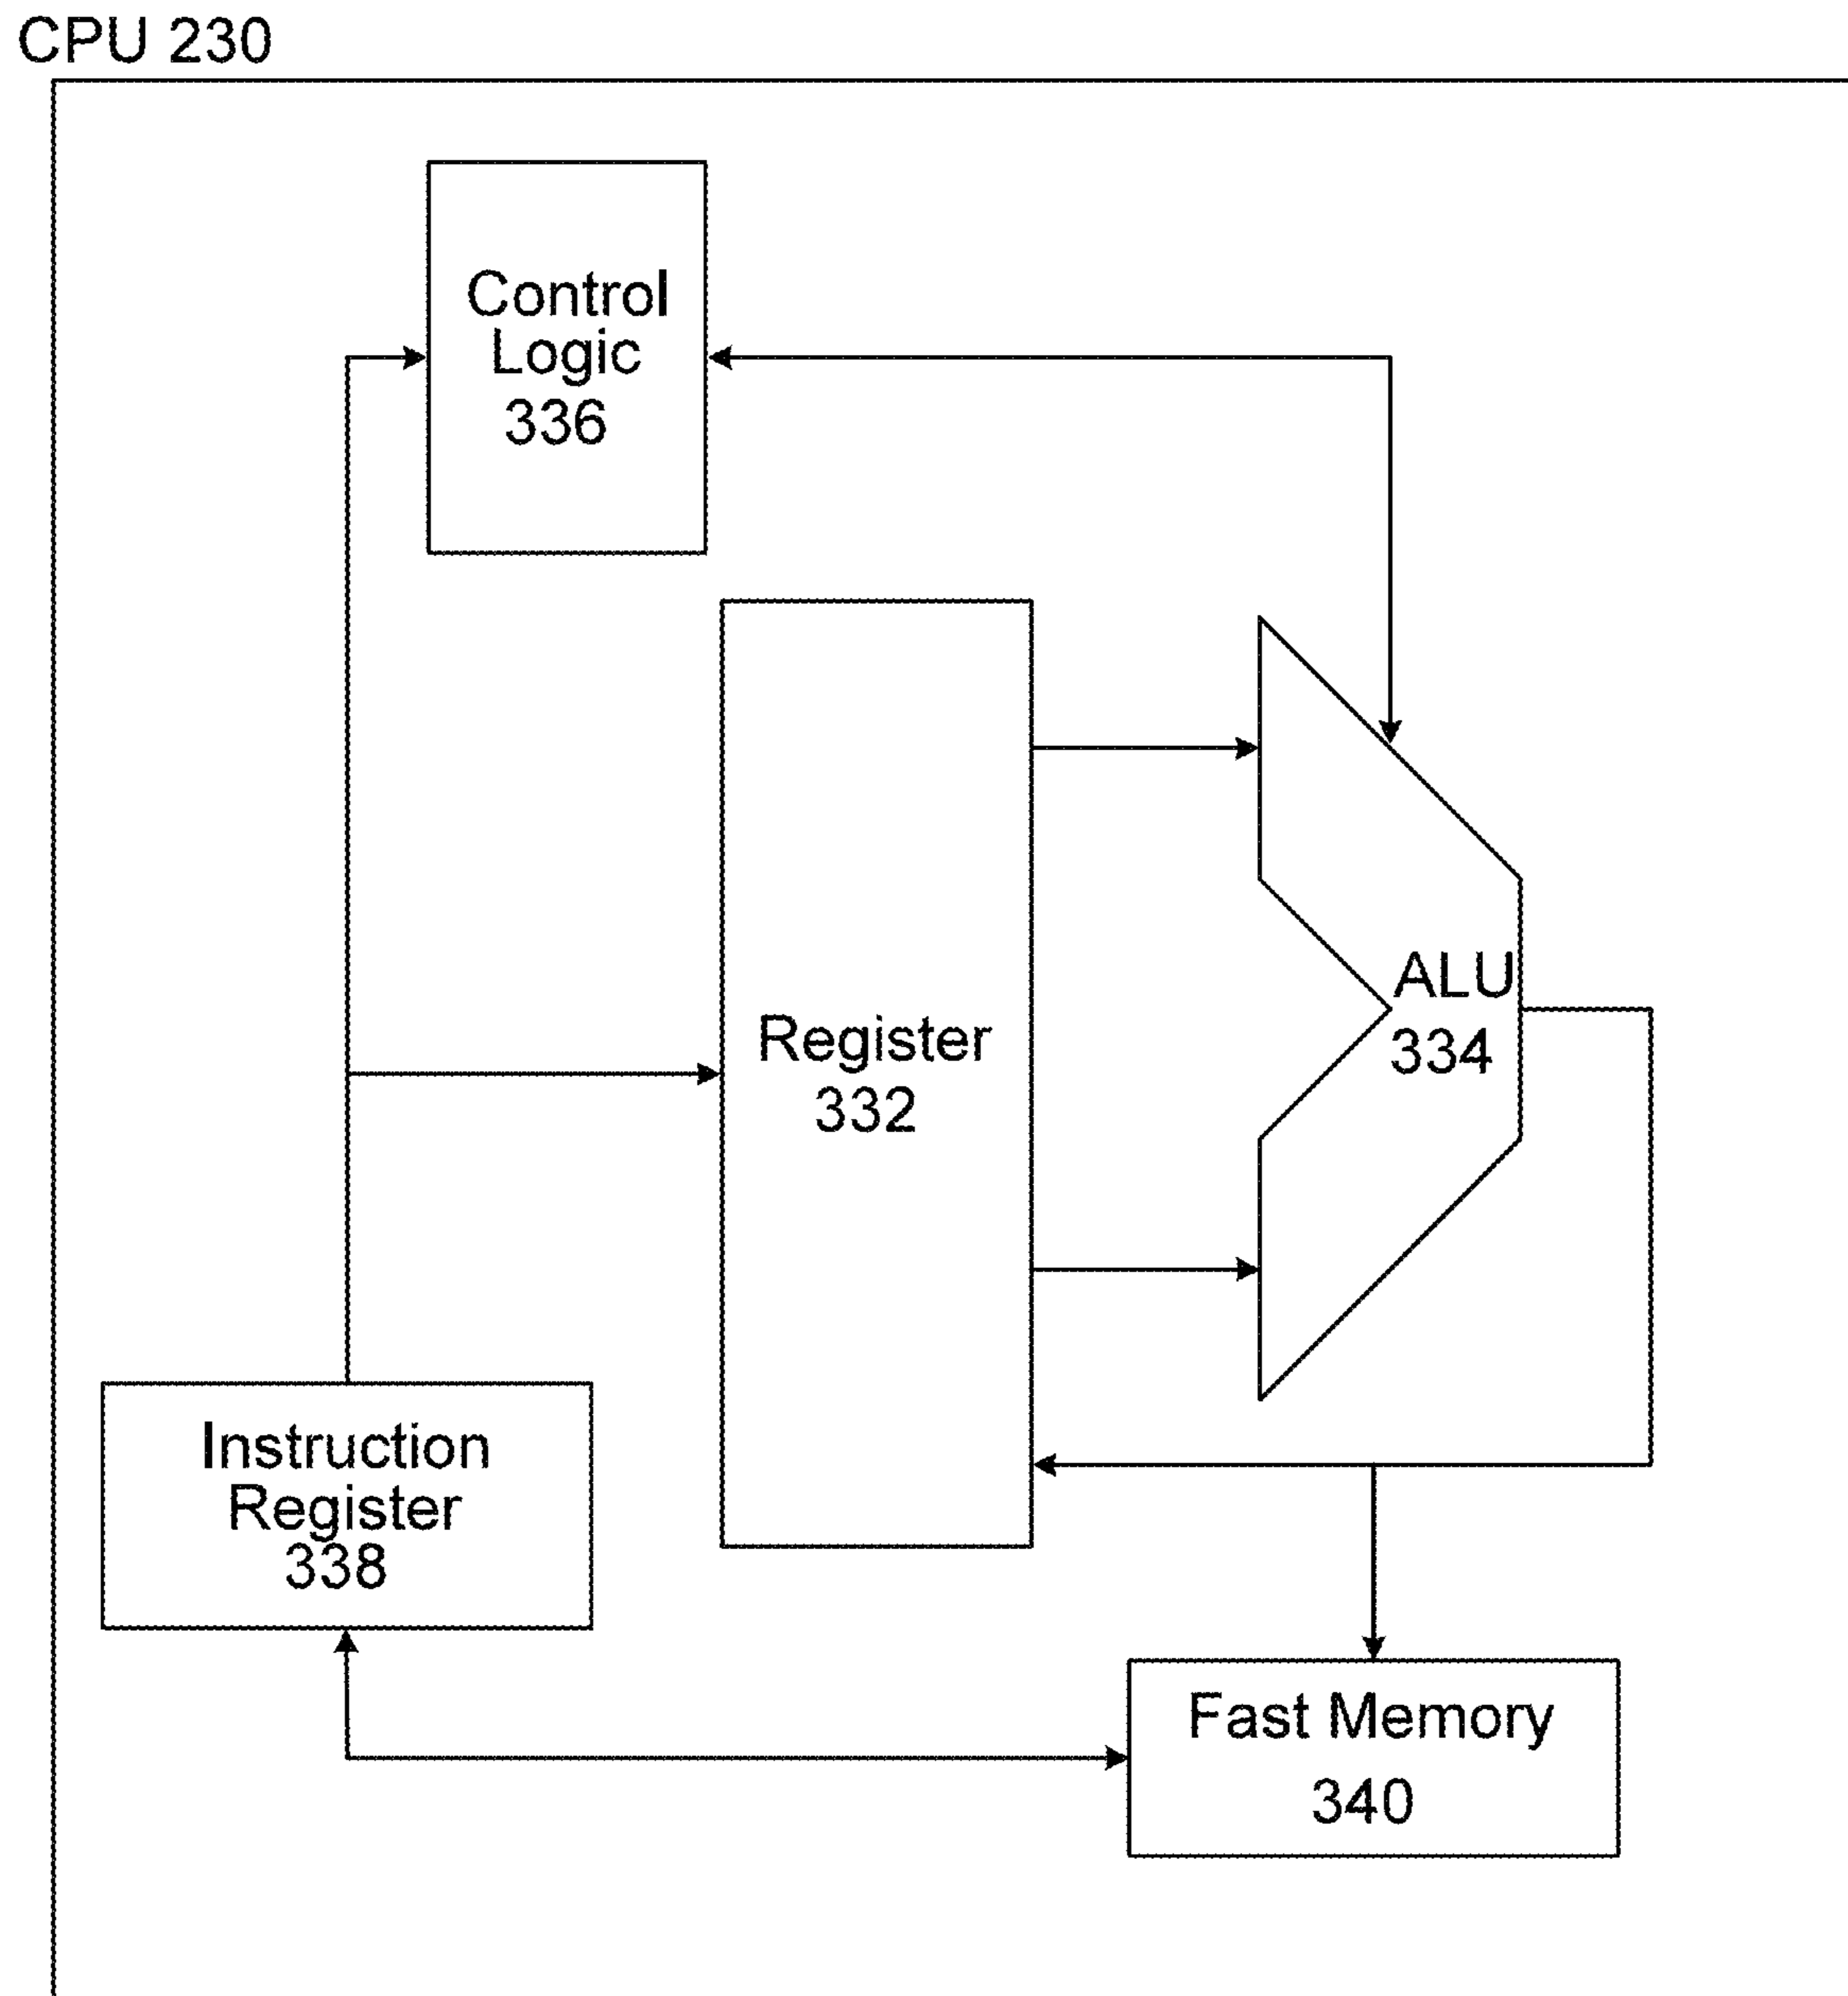 CPU 230
Control
Logic
336
Register
332
ALU
334
Instruction
Register
338
Fast Memory
340